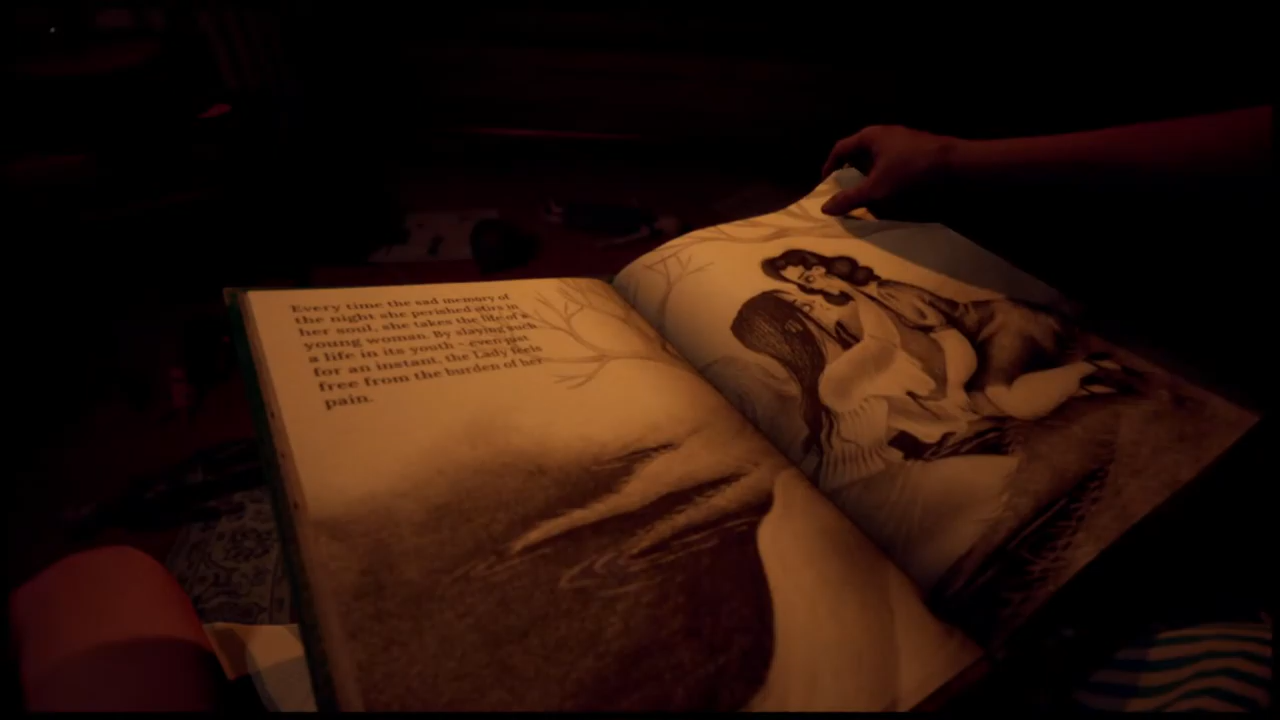 Every time the sad memory of
the night she perished stirs in
her soul, she takes the life of a
young woman. By slaying such
a life in its youth - even just
for an instant, the Lady feels
free from the burden of her
pain.